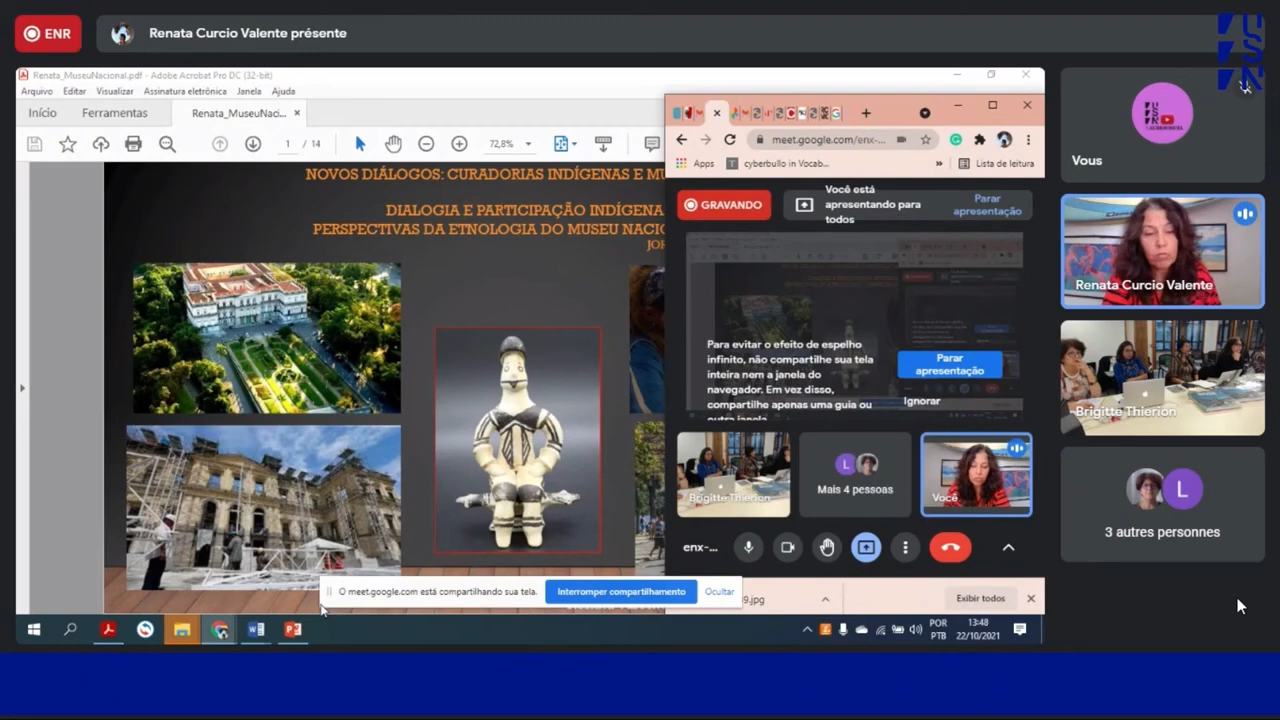 ENR
Renata Curcio Valente présente
Renata_MuseuNacional.pdf - Adobe Acrobat Pro DC (32-bit)
Arquivo Editar Visualizar Assinatura eletrônica Janela Ajuda
Início Ferramentas Renata_MuseuNaci... ×
1 / 14 72,8%
NOVOS DIÁLOGOS: CURADORIAS INDÍGENAS E MU
DIALOGIA E PARTICIPAÇÃO INDÍGENA
PERSPECTIVAS DA ETNOLOGIA DO MUSEU NACIO
JOR
meet.google.com/enx-...
Apps cyberbullo in Vocab... » Lista de leitura
GRAVANDO
Você está
apresentando para
todos
Parar
apresentação
Para evitar o efeito de espelho
infinito, não compartilhe sua tela
inteira nem a janela do
navegador. Em vez disso,
compartilhe apenas uma guia ou
outra janela
Parar
apresentação
Ignorar
Brigitte Thierion
L
Mais 4 pessoas
Você
enx-...
O meet.google.com está compartilhando sua tela.
Interromper compartilhamento
Ocultar
9.jpg
Exibir todos
POR
PTB
13:48
22/10/2021
USN
Vous
Renata Curcio Valente
Brigitte Thierion
L
3 autres personnes